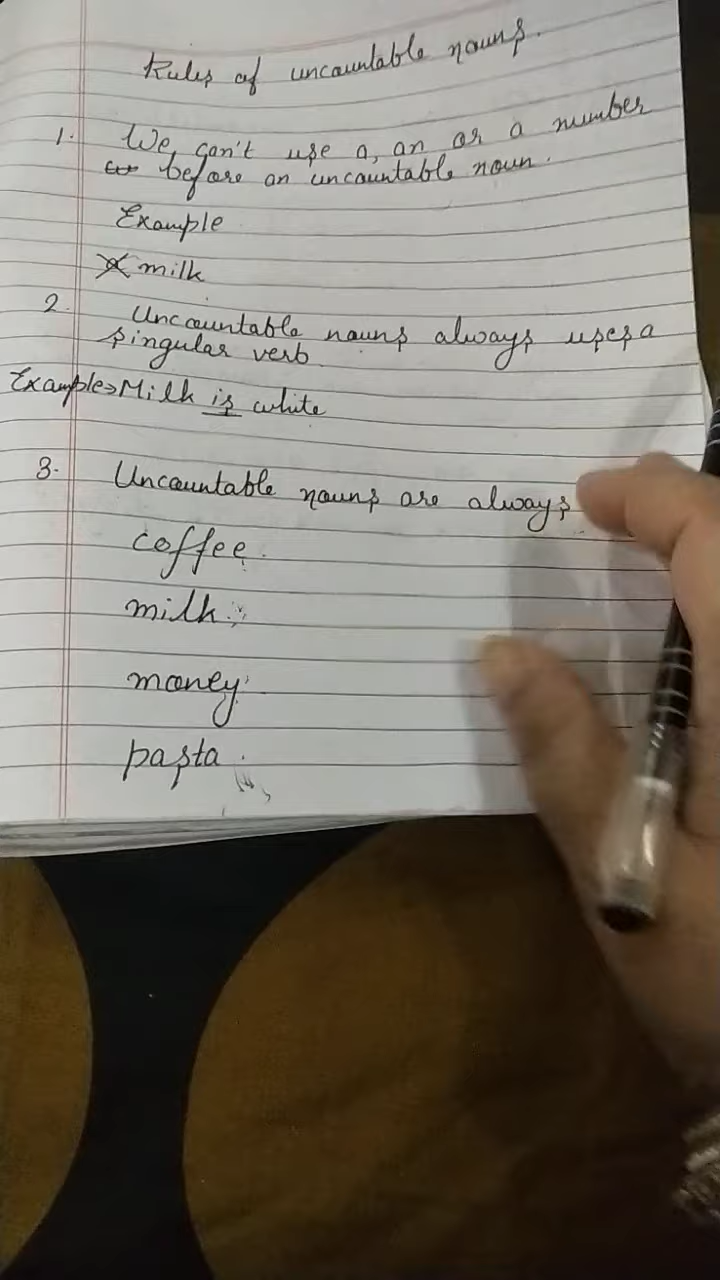 Rules of uncountable nouns.
1. We can't use a, an or a number
before an uncountable noun.
Example
a milk
2. Uncountable nouns always uses a
singular verb
Example→Milk is white
3. Uncountable nouns are always
coffee.
milk.
money
pasta.